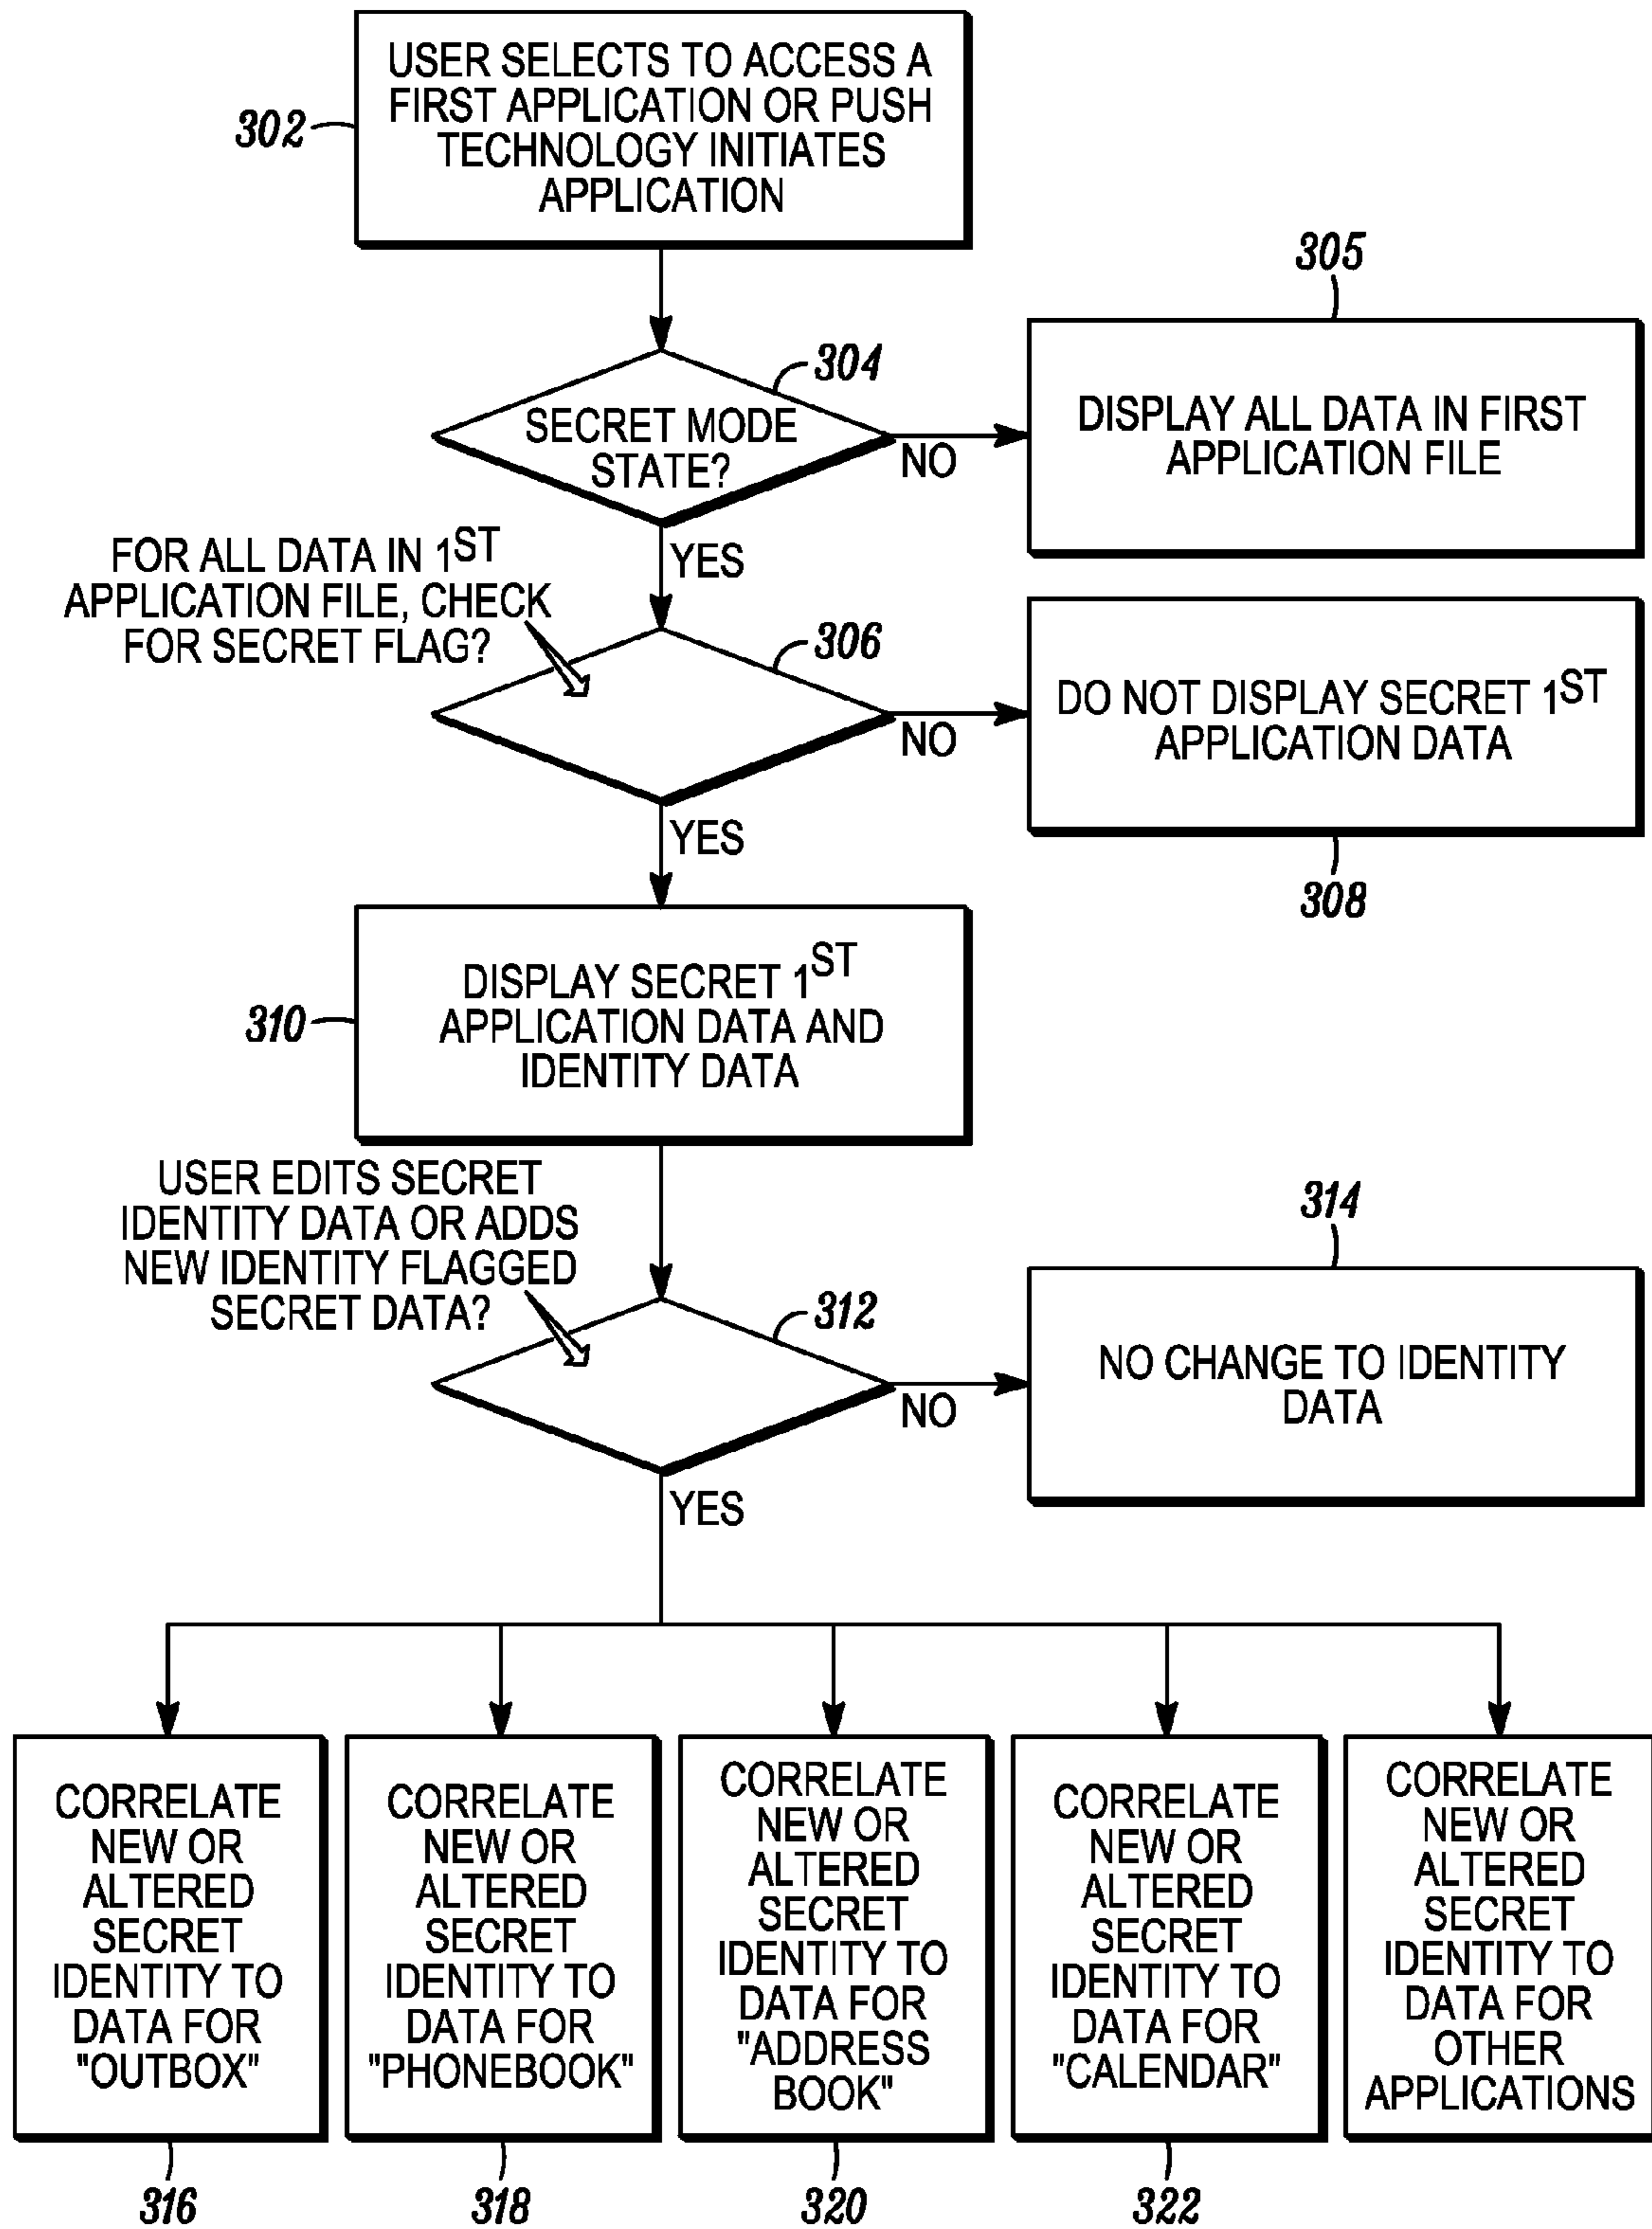 USER SELECTS TO ACCESS A
FIRST APPLICATION OR PUSH
TECHNOLOGY INITIATES
APPLICATION
302
305
304
SECRET MODE
STATE?
NO
DISPLAY ALL DATA IN FIRST
APPLICATION FILE
YES
FOR ALL DATA IN 1ST
APPLICATION FILE, CHECK
FOR SECRET FLAG?
306
NO
DO NOT DISPLAY SECRET 1ST
APPLICATION DATA
308
YES
DISPLAY SECRET 1ST
APPLICATION DATA AND
IDENTITY DATA
310
USER EDITS SECRET
IDENTITY DATA OR ADDS
NEW IDENTITY FLAGGED
SECRET DATA?
314
312
NO
NO CHANGE TO IDENTITY
DATA
YES
CORRELATE
NEW OR
ALTERED
SECRET
IDENTITY TO
DATA FOR
"OUTBOX"
316
CORRELATE
NEW OR
ALTERED
SECRET
IDENTITY TO
DATA FOR
"PHONEBOOK"
318
CORRELATE
NEW OR
ALTERED
SECRET
IDENTITY TO
DATA FOR
"ADDRESS
BOOK"
320
CORRELATE
NEW OR
ALTERED
SECRET
IDENTITY TO
DATA FOR
"CALENDAR"
322
CORRELATE
NEW OR
ALTERED
SECRET
IDENTITY TO
DATA FOR
OTHER
APPLICATIONS